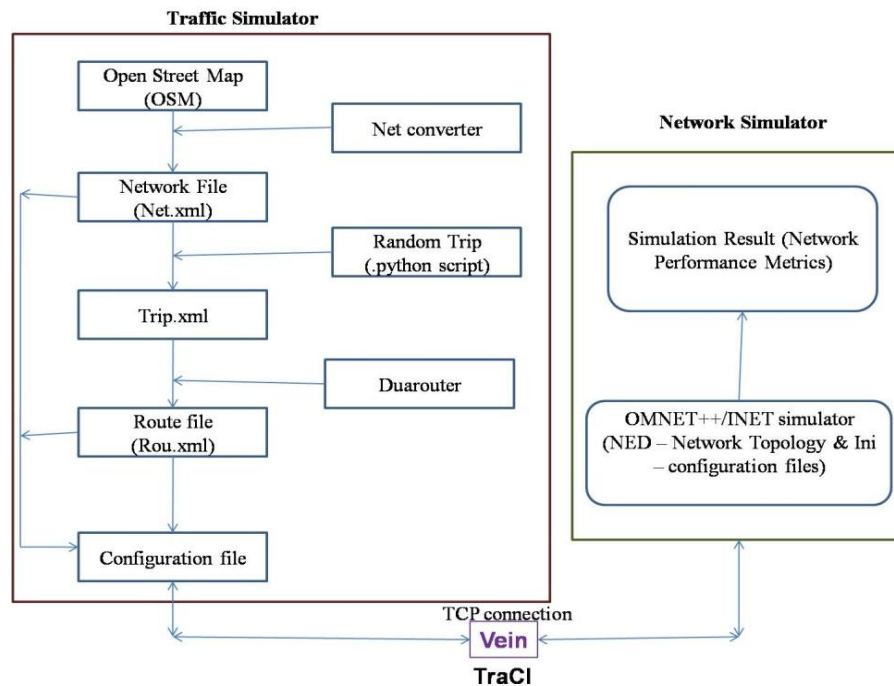 Traffic Simulator
Open Street Map
(OSM)
Net converter
Network File
(Net.xml)
Random Trip
(.python script)
Trip.xml
Duarouter
Route file
(Rou.xml)
Configuration file
Network Simulator
Simulation Result (Network
Performance Metrics)
OMNET++/INET simulator
(NED – Network Topology & Ini
– configuration files)
TCP connection
Vein
TraCI